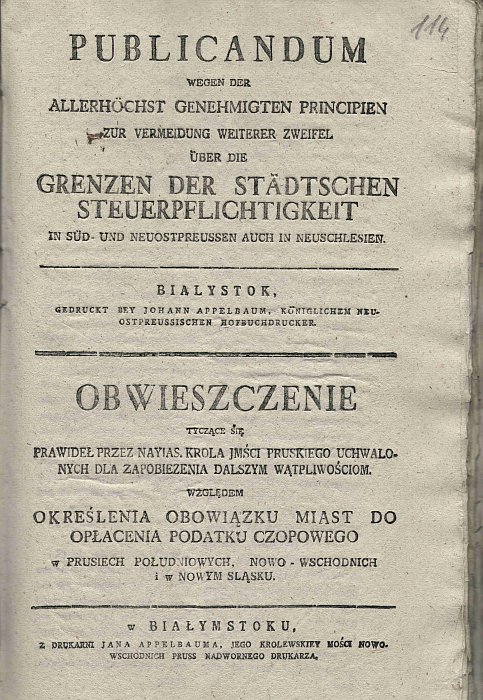 114
PUBLICANDUM
WEGEN DER
ALLERHÖCHST GENEHMIGTEN PRINCIPIEN
ZUR VERMEIDUNG WEITERER ZWEIFEL
ÜBER DIE
GRENZEN DER STÄDTSCHEN
STEUERPFLICHTIGKEIT
IN SÜD- UND NEUOSTPREUSSEN AUCH IN NEUSCHLESIEN.
BIALYSTOK,
GEDRUCKT BEY JOHANN APPELBAUM, KÖNIGLICHEM NEU-
OSTPREUSSISCHEN HOFBUCHDRUCKER.
OBWIESZCZENIE
TYCZĄCE SIĘ
PRAWIDEŁ PRZEZ NAYIAS. KROLA JMŚCI PRUSKIEGO UCHWALO-
NYCH DLA ZAPOBIEZENIA DALSZYM WĄTPLIWOŚCIOM.
WZGLĘDEM
OKREŚLENIA OBOWIĄZKU MIAST DO
OPŁACENIA PODATKU CZOPOWEGO
W PRUSIECH POŁUDNIOWYCH, NOWO - WSCHODNICH
I W NOWYM SLĄSKU.
W BIAŁYMSTOKU,
Z DRUKARNI JANA APPELBAUMA, JEGO KROLEWSKIEY MOŚCI NOWO-
WSCHODNICH PRUSS NADWORNEGO DRUKARZA.